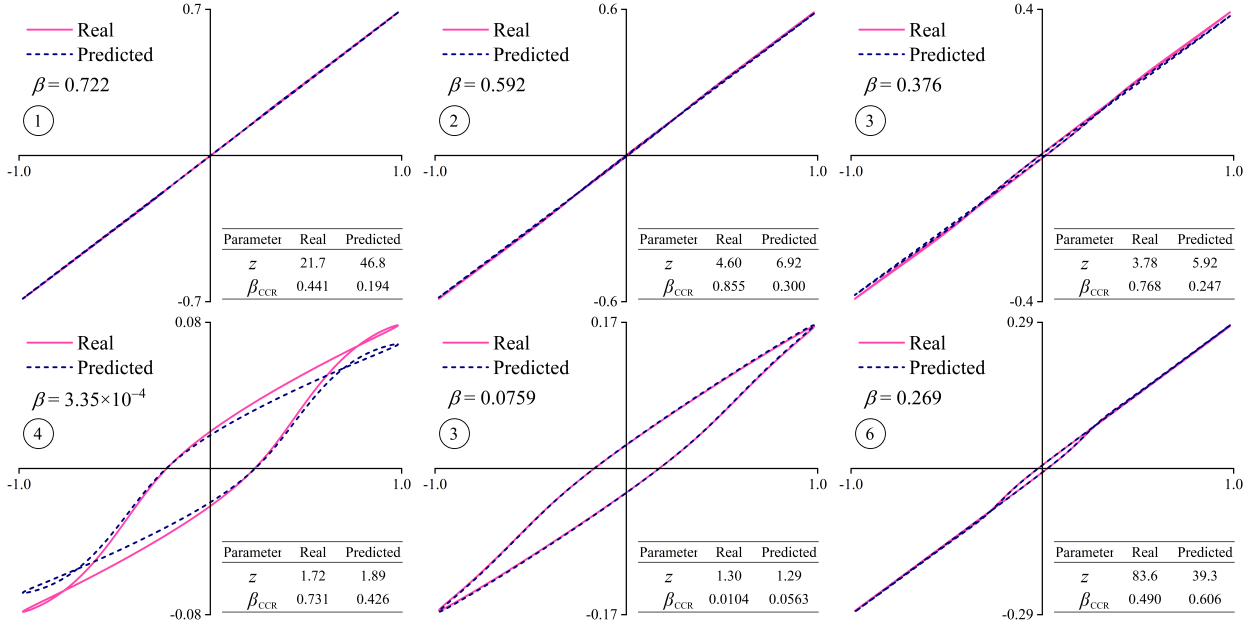 0.7
Real
Predicted
β = 0.722
1
-1.0
1.0
Parameter Real Predicted
z 21.7 46.8
βCCR 0.441 0.194
-0.7
0.6
Real
Predicted
β = 0.592
2
-1.0
1.0
Parameter Real Predicted
z 4.60 6.92
βCCR 0.855 0.300
-0.6
0.4
Real
Predicted
β = 0.376
3
-1.0
1.0
Parameter Real Predicted
z 3.78 5.92
βCCR 0.768 0.247
-0.4
0.08
Real
Predicted
β = 3.35×10⁻⁴
4
-1.0
1.0
Parameter Real Predicted
z 1.72 1.89
βCCR 0.731 0.426
-0.08
0.17
Real
Predicted
β = 0.0759
3
-1.0
1.0
Parameter Real Predicted
z 1.30 1.29
βCCR 0.0104 0.0563
-0.17
0.29
Real
Predicted
β = 0.269
6
-1.0
1.0
Parameter Real Predicted
z 83.6 39.3
βCCR 0.490 0.606
-0.29